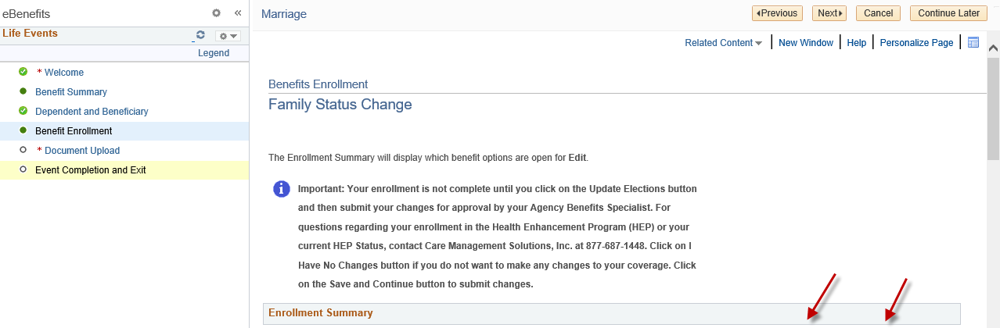 eBenefits
Life Events
Legend
* Welcome
Benefit Summary
Dependent and Beneficiary
Benefit Enrollment
* Document Upload
Event Completion and Exit
Marriage
Previous Next Cancel Continue Later
Related Content New Window Help Personalize Page
Benefits Enrollment
Family Status Change
The Enrollment Summary will display which benefit options are open for Edit.
Important: Your enrollment is not complete until you click on the Update Elections button
and then submit your changes for approval by your Agency Benefits Specialist. For
questions regarding your enrollment in the Health Enhancement Program (HEP) or your
current HEP Status, contact Care Management Solutions, Inc. at 877-687-1448. Click on I
Have No Changes button if you do not want to make any changes to your coverage. Click
on the Save and Continue button to submit changes.
Enrollment Summary